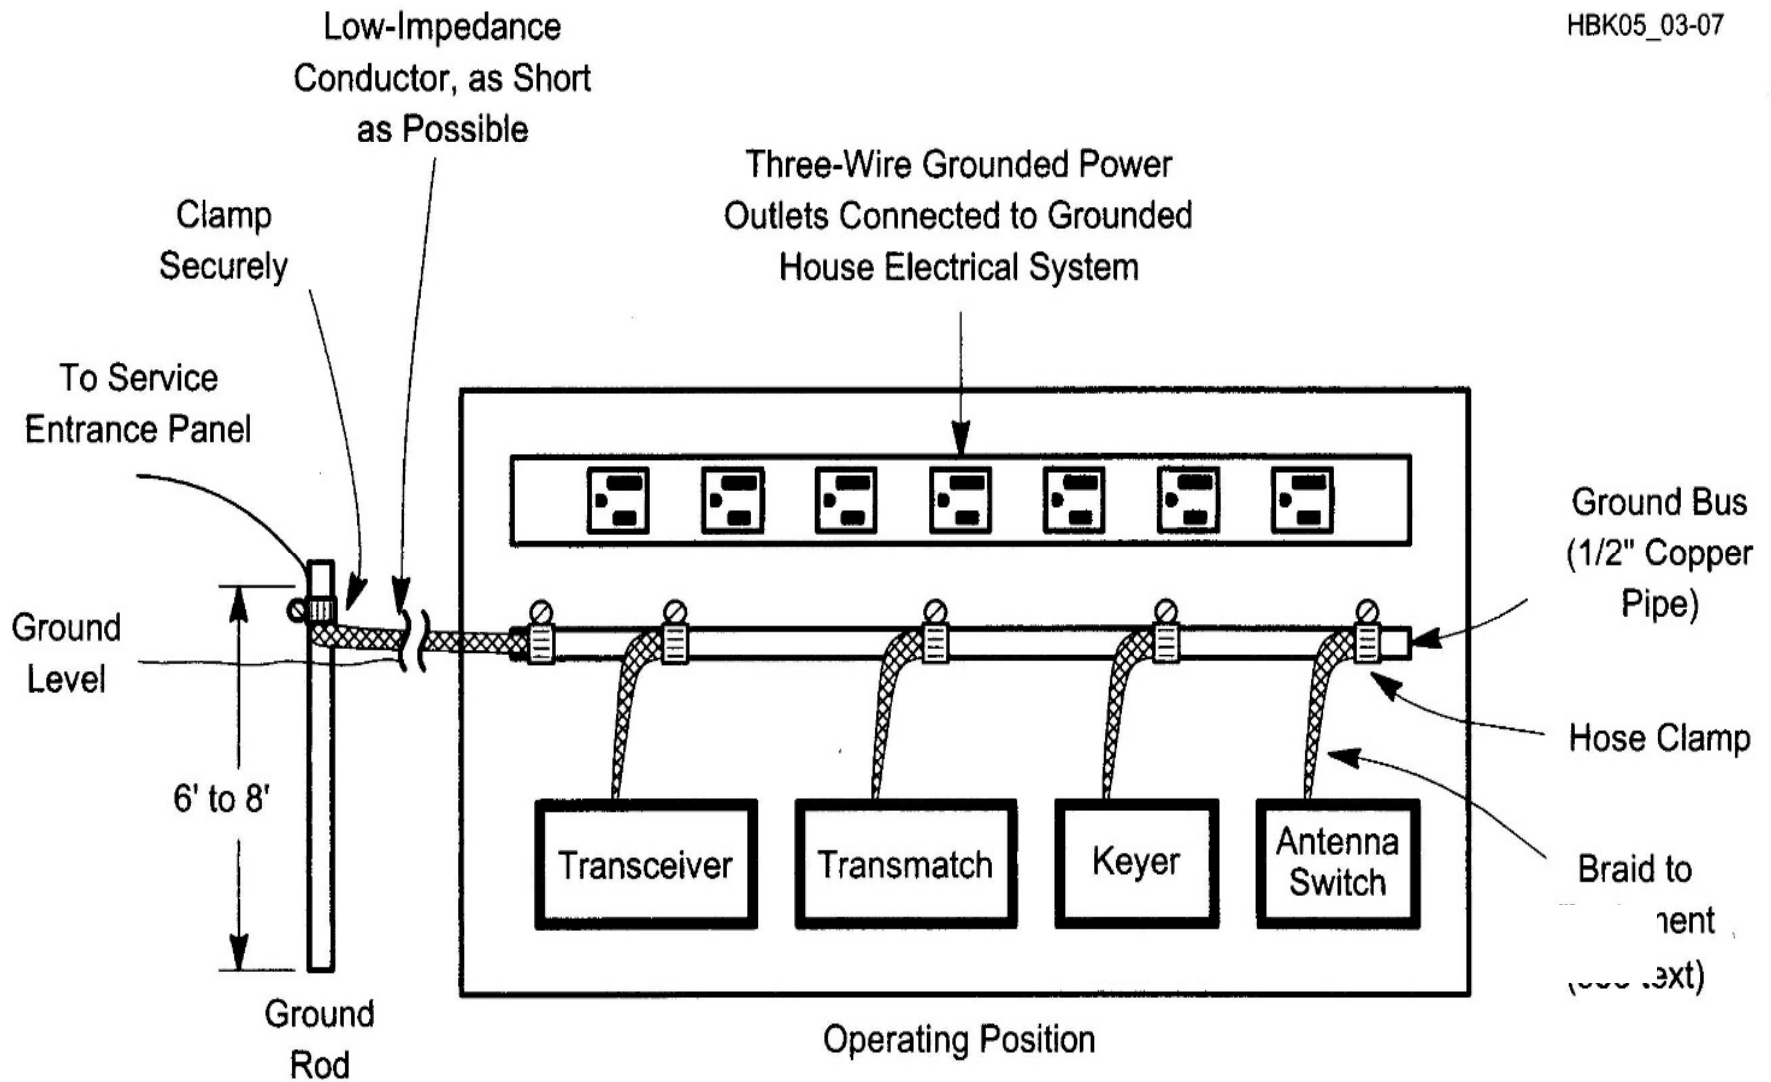 HBK05_03-07
Low-Impedance
Conductor, as Short
as Possible
Three-Wire Grounded Power
Outlets Connected to Grounded
House Electrical System
Clamp
Securely
To Service
Entrance Panel
Ground Bus
(1/2" Copper
Pipe)
Ground
Level
Hose Clamp
6' to 8'
Transceiver
Transmatch
Keyer
Antenna
Switch
Braid to
Ground
Rod
Operating Position